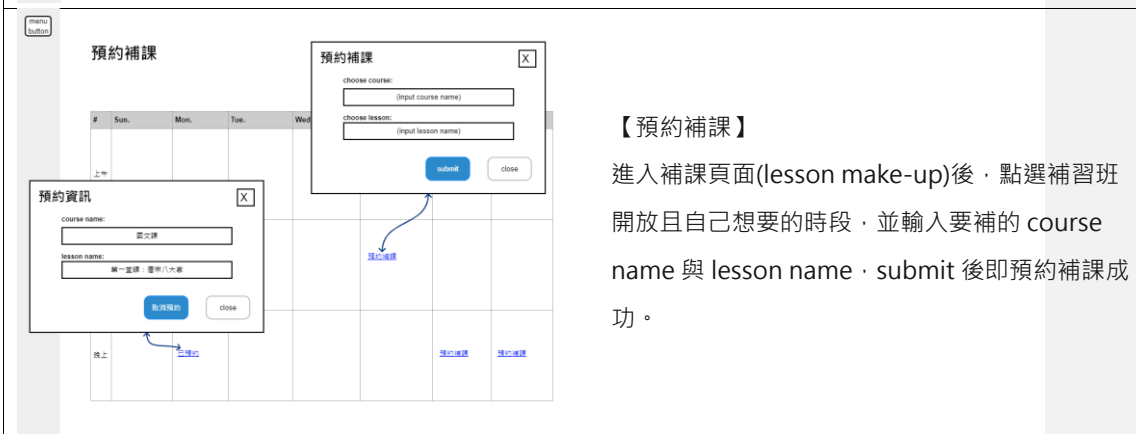 menu
button
預約補課
預約補課
X
choose course:
(input course name)
choose lesson:
(input lesson name)
submit
close
# Sun. Mon. Tue. Wed
上午
預約資訊
X
course name:
國文課
lesson name:
第一堂課：唐宋八大家
取消預約
close
預約補課
晚上
已預約
預約補課
預約補課
【預約補課】
進入補課頁面(lesson make-up)後，點選補習班
開放且自己想要的時段，並輸入要補的 course
name 與 lesson name，submit 後即預約補課成
功。